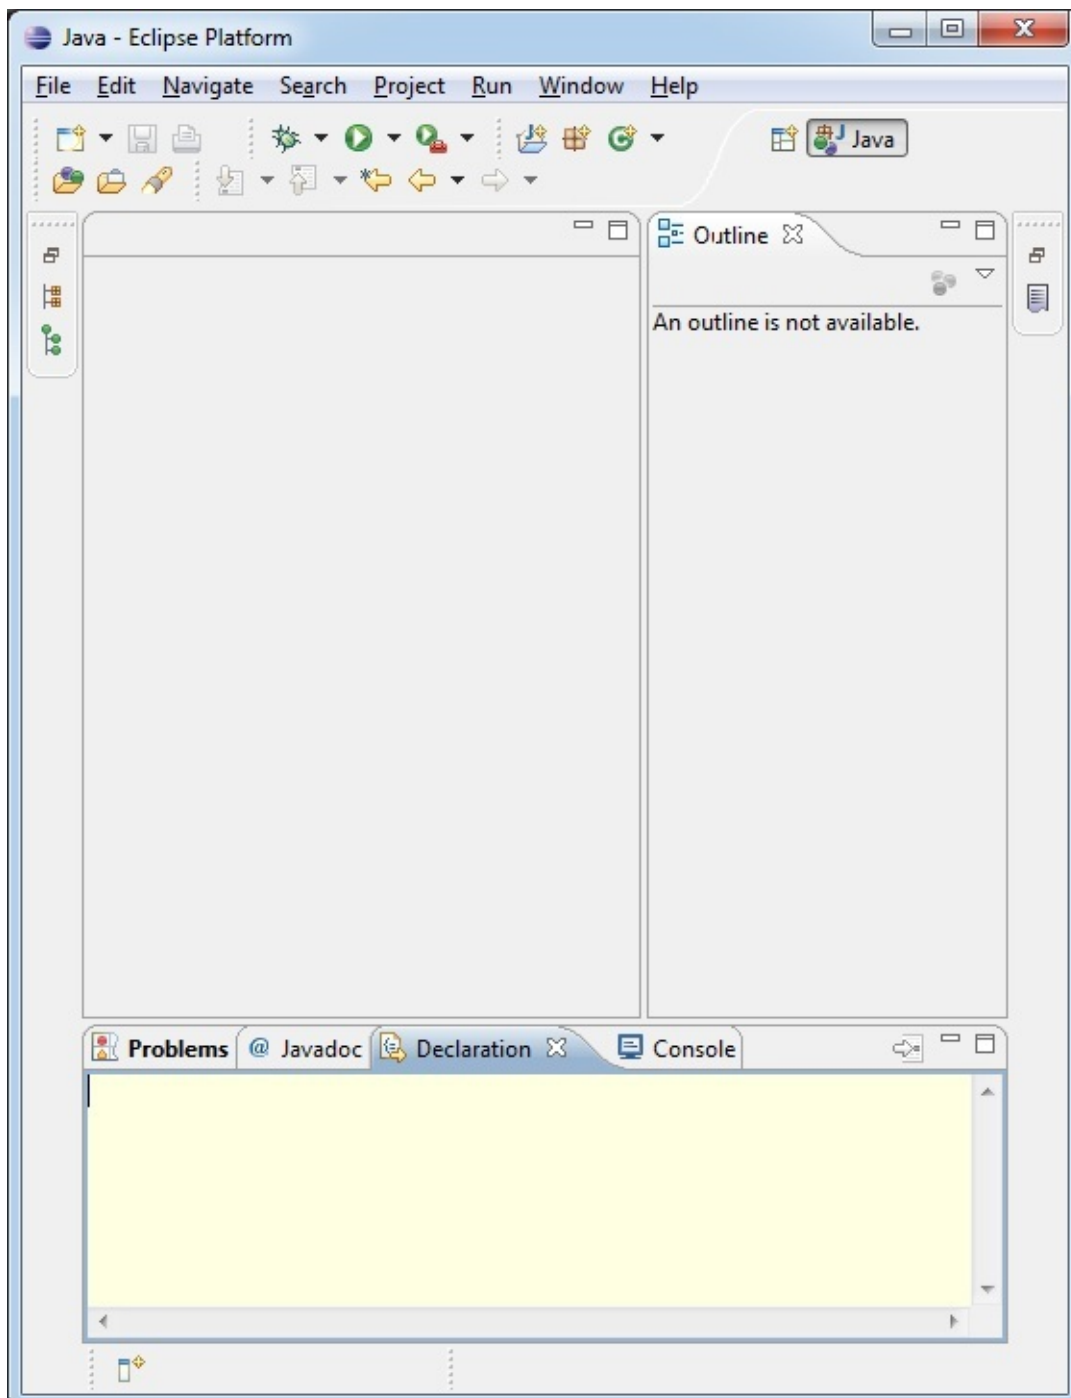 Java - Eclipse Platform
File Edit Navigate Search Project Run Window Help
Java
Outline
An outline is not available.
Problems @ Javadoc Declaration Console